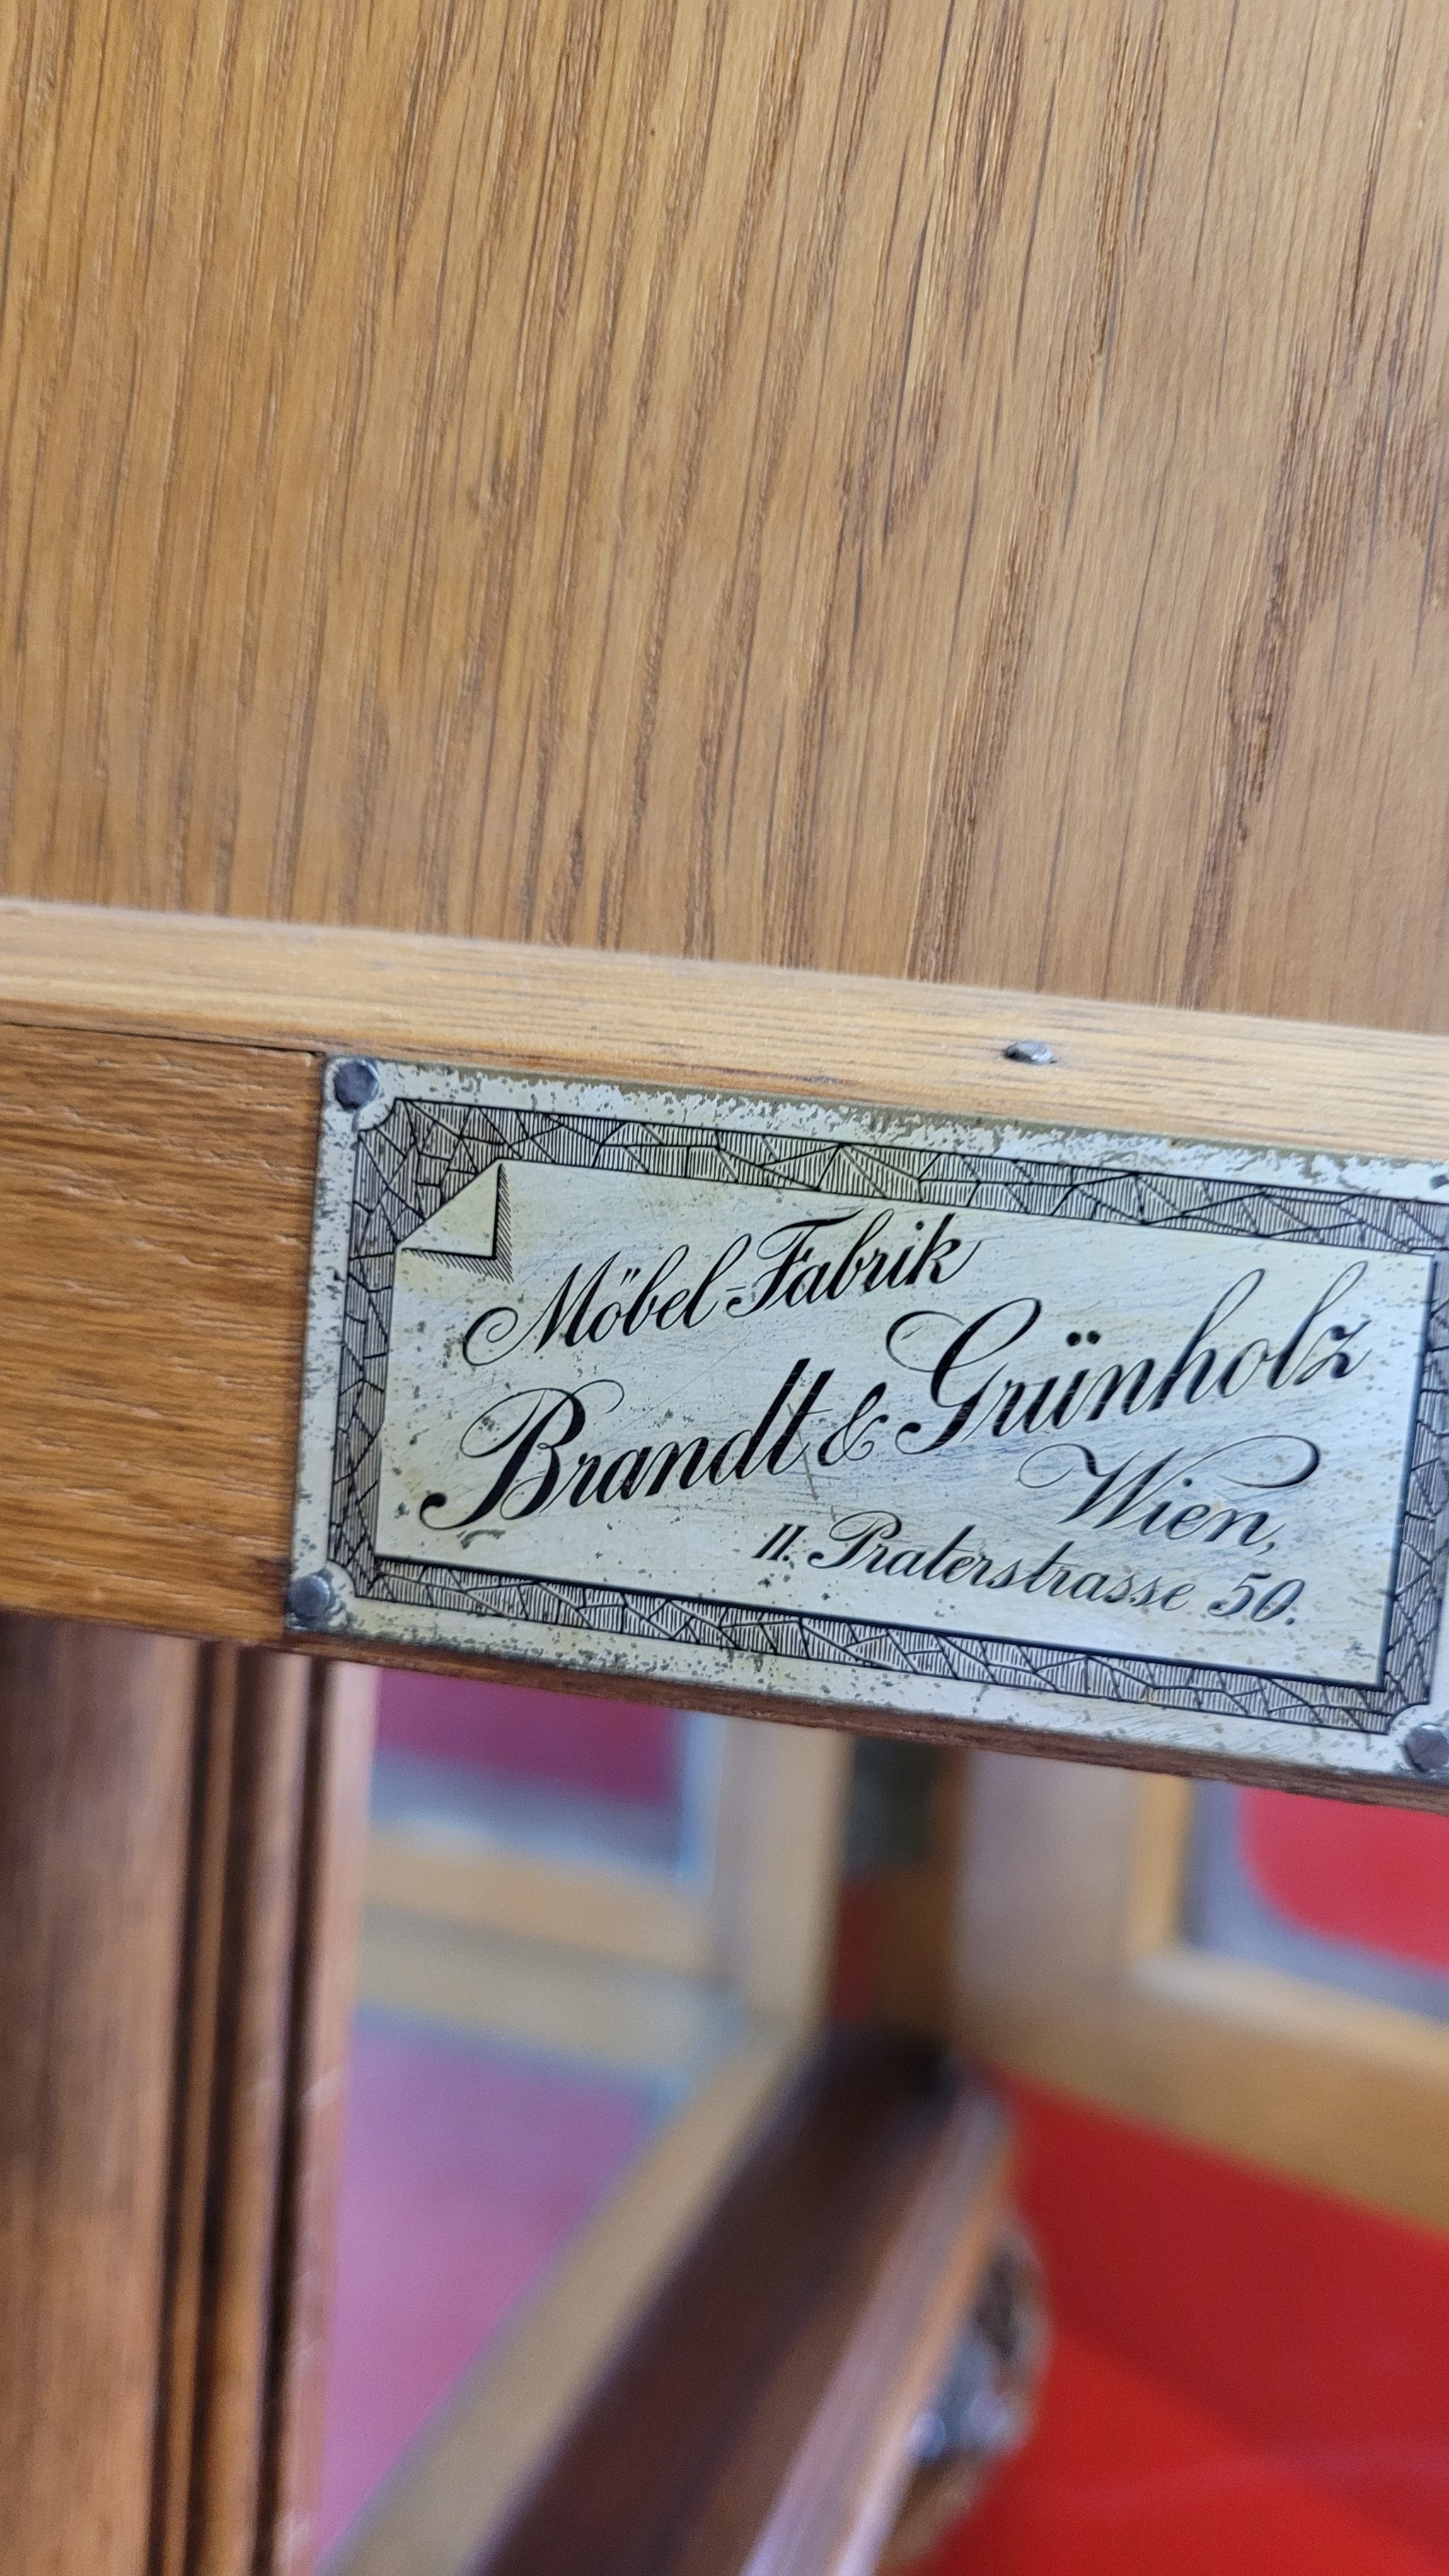 Möbel-Fabrik
Brandt & Grünholz
Wien,
II. Praterstrasse 50.